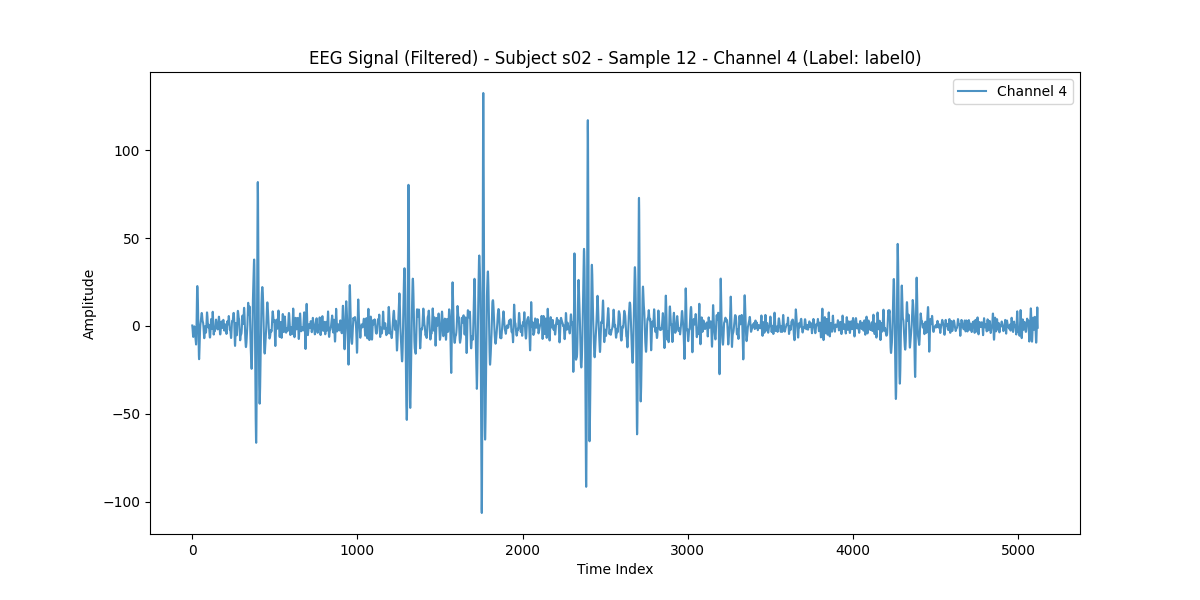 EEG Signal (Filtered) - Subject s02 - Sample 12 - Channel 4 (Label: label0)
Channel 4
100
50
0
−50
−100
Amplitude
0 1000 2000 3000 4000 5000
Time Index